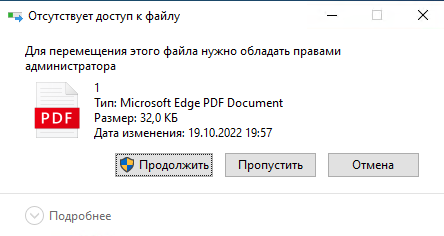 Отсутствует доступ к файлу
Для перемещения этого файла нужно обладать правами
администратора
PDF
1
Тип: Microsoft Edge PDF Document
Размер: 32,0 КБ
Дата изменения: 19.10.2022 19:57
Продолжить
Пропустить
Отмена
Подробнее